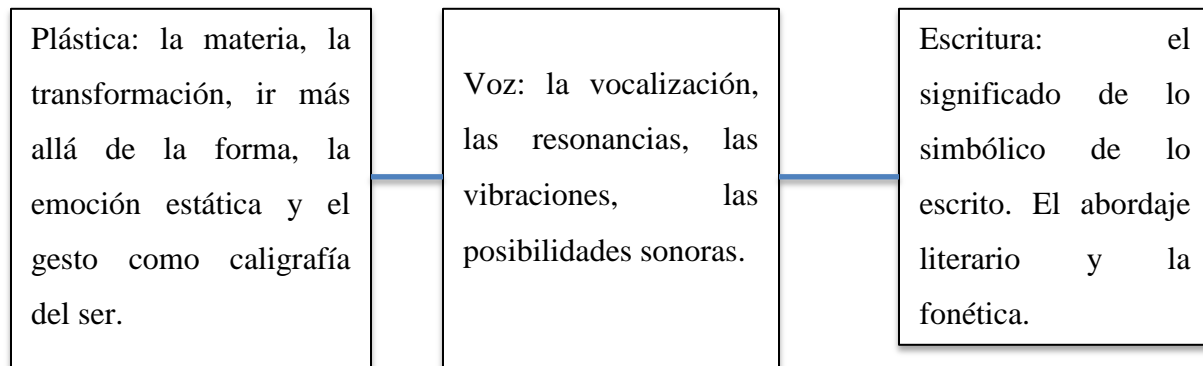 Plástica: la materia, la
transformación, ir más
allá de la forma, la
emoción estática y el
gesto como caligrafía
del ser.
Voz: la vocalización,
las resonancias, las
vibraciones, las
posibilidades sonoras.
Escritura: el
significado de lo
simbólico de lo
escrito. El abordaje
literario y la
fonética.